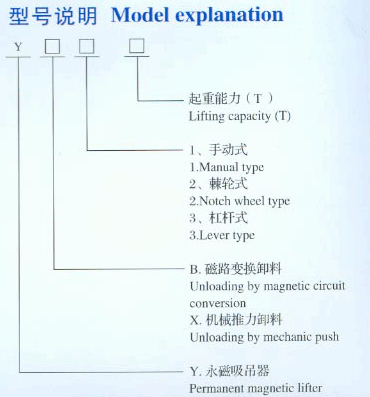 型号说明 Model explanation
Y □ □ □
起重能力（T）
Lifting capacity (T)
1、手动式
1.Manual type
2、棘轮式
2.Notch wheel type
3、杠杆式
3.Lever type
B. 磁路变换卸料
Unloading by magnetic circuit
conversion
X. 机械推力卸料
Unloading by mechanic push
Y. 永磁吸吊器
Permanent magnetic lifter